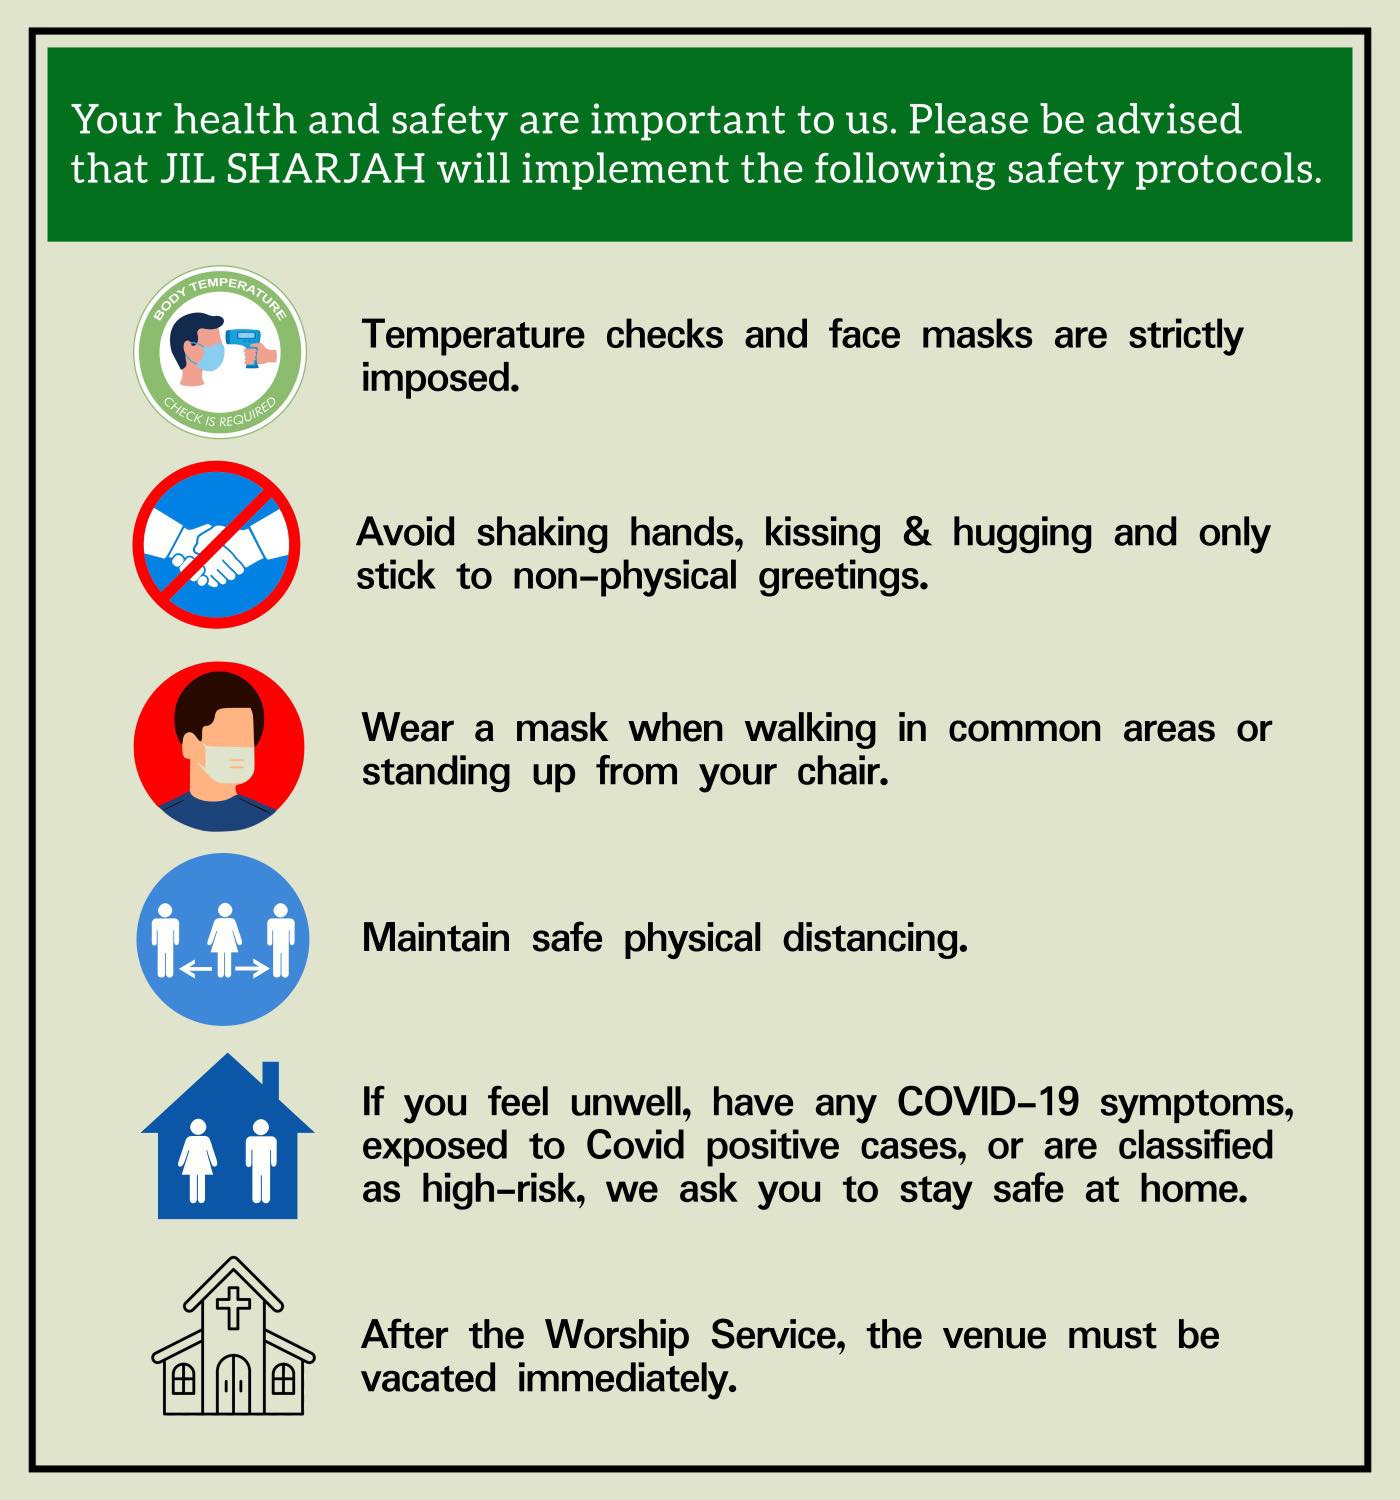 Your health and safety are important to us. Please be advised
that JIL SHARJAH will implement the following safety protocols.
BODY TEMPERATURE
CHECK IS REQUIRED
Temperature checks and face masks are strictly
imposed.
Avoid shaking hands, kissing & hugging and only
stick to non-physical greetings.
Wear a mask when walking in common areas or
standing up from your chair.
Maintain safe physical distancing.
If you feel unwell, have any COVID-19 symptoms,
exposed to Covid positive cases, or are classified
as high-risk, we ask you to stay safe at home.
After the Worship Service, the venue must be
vacated immediately.